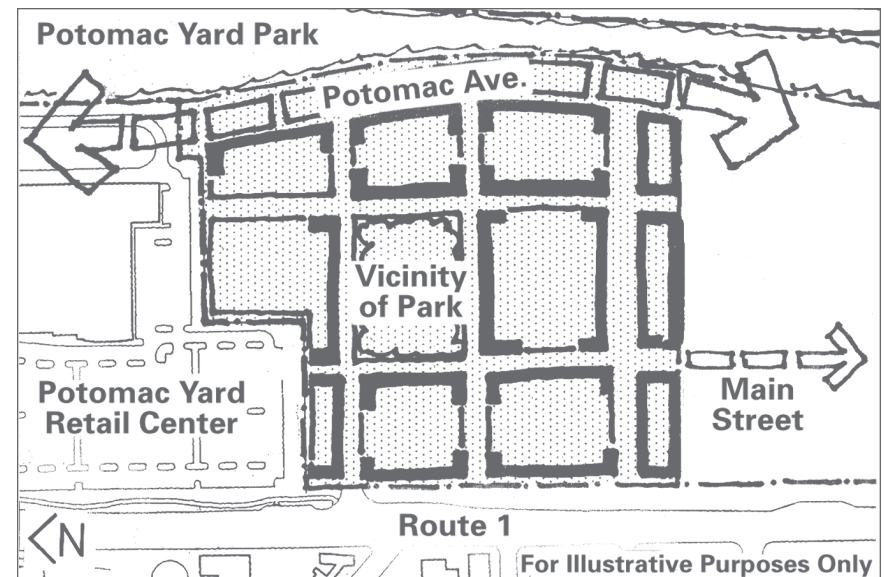 Potomac Yard Park
Potomac Ave.
Vicinity
of Park
Potomac Yard
Retail Center
Main
Street
Route 1
N
For Illustrative Purposes Only